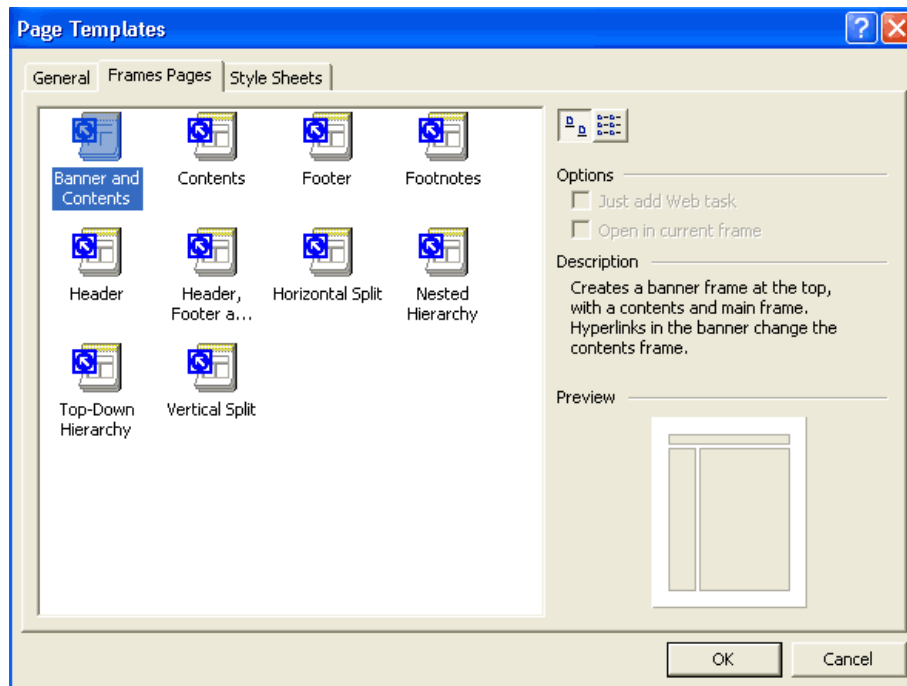 Page Templates
General Frames Pages Style Sheets
Banner and
Contents
Contents
Footer
Footnotes
Header
Header,
Footer a...
Horizontal Split
Nested
Hierarchy
Top-Down
Hierarchy
Vertical Split
Options
Just add Web task
Open in current frame
Description
Creates a banner frame at the top,
with a contents and main frame.
Hyperlinks in the banner change the
contents frame.
Preview
OK
Cancel